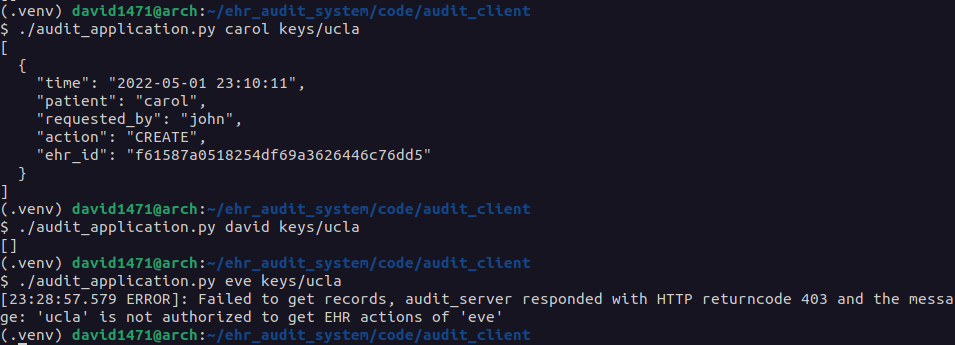 (.venv) david1471@arch:~/ehr_audit_system/code/audit_client
$ ./audit_application.py carol keys/ucla
[
  {
    "time": "2022-05-01 23:10:11",
    "patient": "carol",
    "requested_by": "john",
    "action": "CREATE",
    "ehr_id": "f61587a0518254df69a3626446c76dd5"
  }
]
(.venv) david1471@arch:~/ehr_audit_system/code/audit_client
$ ./audit_application.py david keys/ucla
[]
(.venv) david1471@arch:~/ehr_audit_system/code/audit_client
$ ./audit_application.py eve keys/ucla
[23:28:57.579 ERROR]: Failed to get records, audit_server responded with HTTP returncode 403 and the messa
ge: 'ucla' is not authorized to get EHR actions of 'eve'
(.venv) david1471@arch:~/ehr_audit_system/code/audit_client